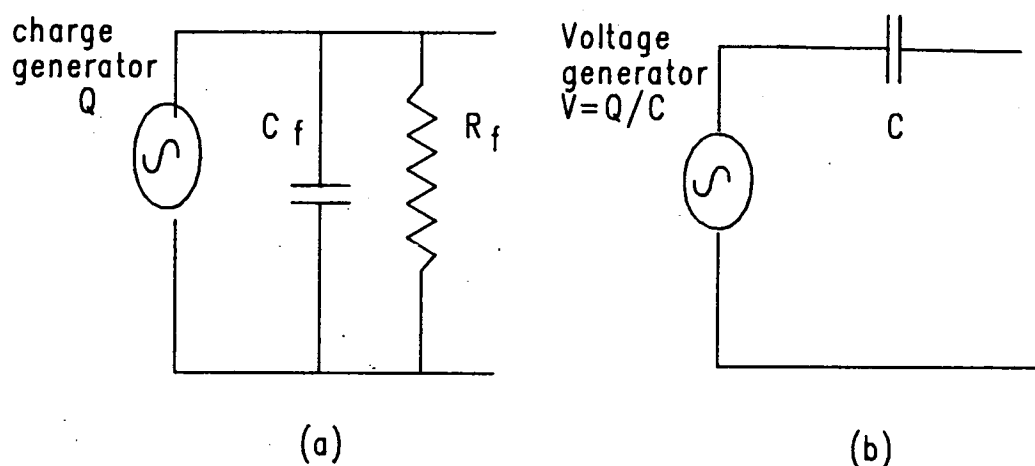 charge
generator
Q
C f
R f
(a)
Voltage
generator
V=Q/C
C
(b)